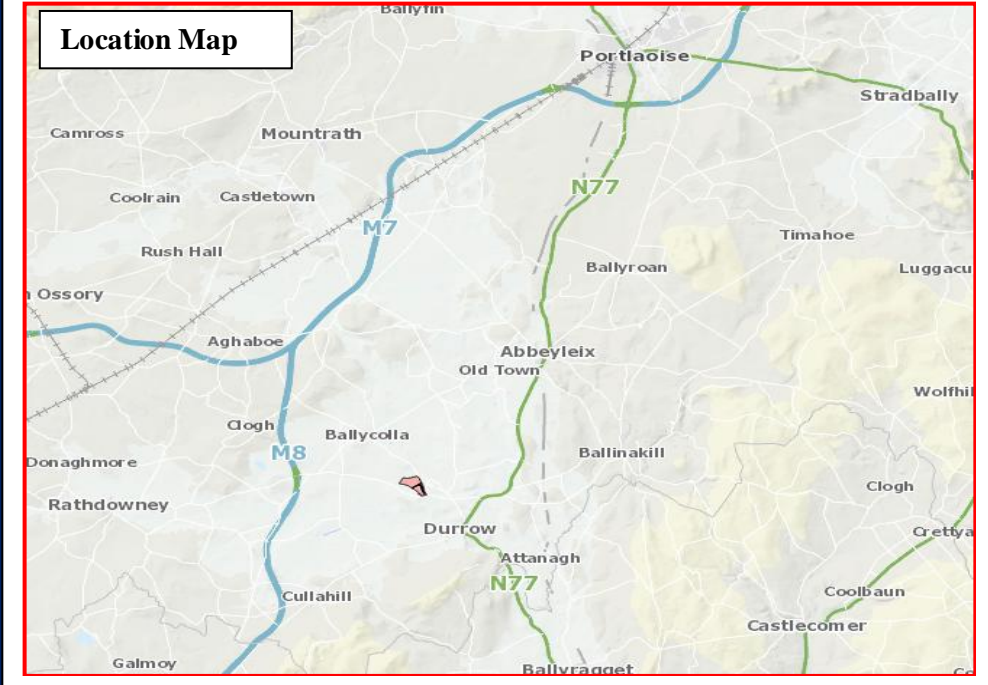 Ballyfin
Location Map
Portlaoise
Stradbally
Camross
Mountrath
N77
Coolrain
Castletown
M7
Timahoe
Rush Hall
Ballyroan
Luggacu
n Ossory
Aghaboe
Abbeyleix
Old Town
Wolfhil
Clogh
Ballycolla
M8
Ballinakill
Donaghmore
Clogh
Rathdowney
Durrow
Crettya
Attanagh
N77
Coolbaun
Cullahill
Castlecomer
Galmoy
Ballyragget